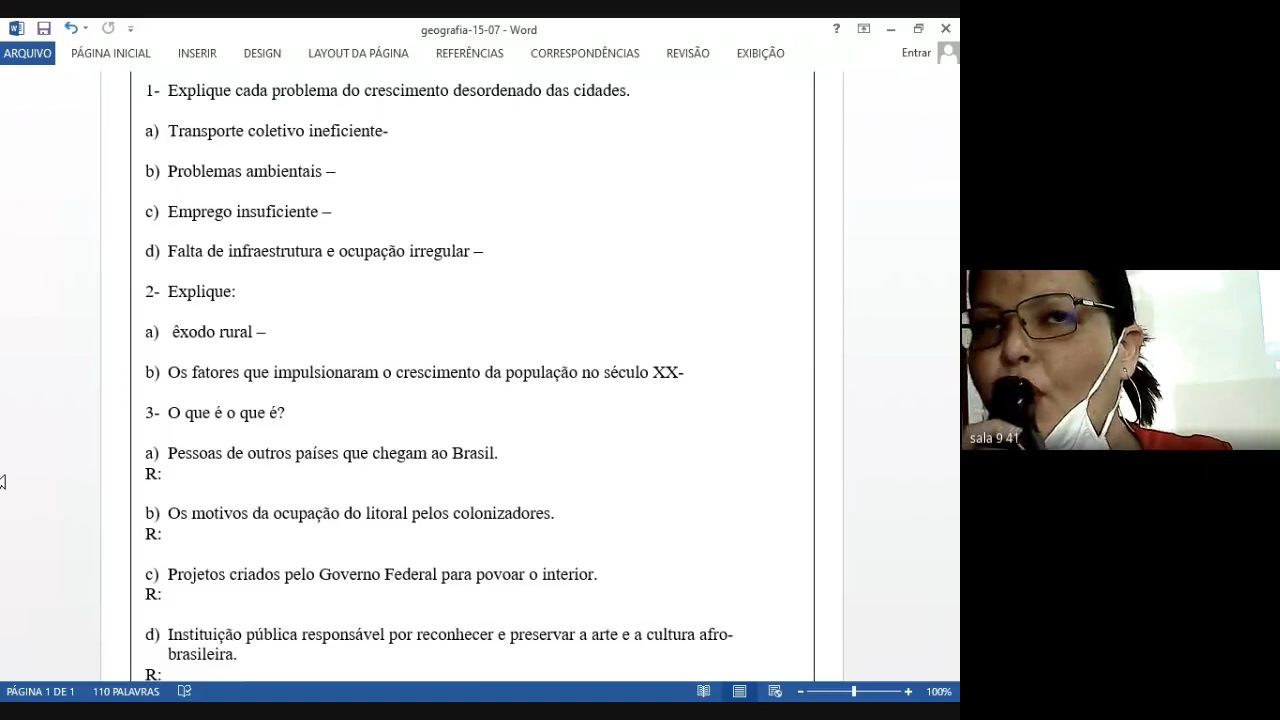 geografia-15-07 - Word
ARQUIVO PÁGINA INICIAL INSERIR DESIGN LAYOUT DA PÁGINA REFERÊNCIAS CORRESPONDÊNCIAS REVISÃO EXIBIÇÃO Entrar
1- Explique cada problema do crescimento desordenado das cidades.
a) Transporte coletivo ineficiente-
b) Problemas ambientais –
c) Emprego insuficiente –
d) Falta de infraestrutura e ocupação irregular –
2- Explique:
a) êxodo rural –
b) Os fatores que impulsionaram o crescimento da população no século XX-
3- O que é o que é?
a) Pessoas de outros países que chegam ao Brasil.
R:
b) Os motivos da ocupação do litoral pelos colonizadores.
R:
c) Projetos criados pelo Governo Federal para povoar o interior.
R:
d) Instituição pública responsável por reconhecer e preservar a arte e a cultura afro-
brasileira.
R:
sala 9 41
PÁGINA 1 DE 1 110 PALAVRAS 100%